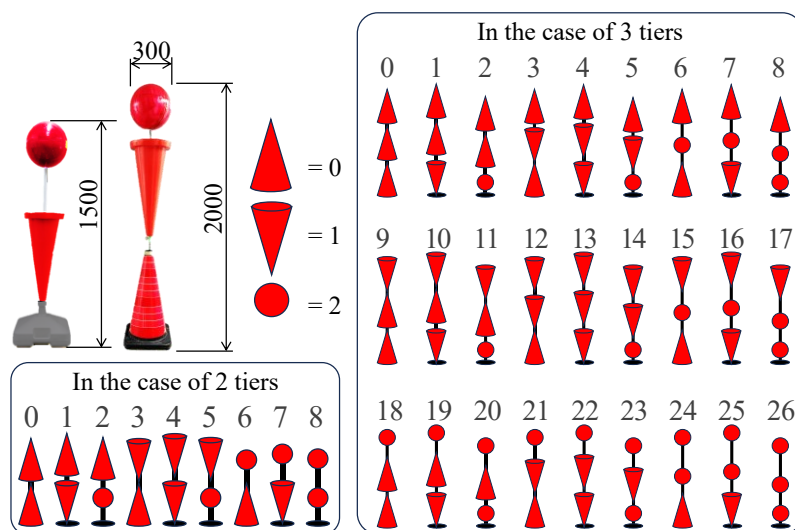 300
1500
2000
= 0
= 1
= 2
In the case of 2 tiers
0 1 2 3 4 5 6 7 8
In the case of 3 tiers
0 1 2 3 4 5 6 7 8
9 10 11 12 13 14 15 16 17
18 19 20 21 22 23 24 25 26